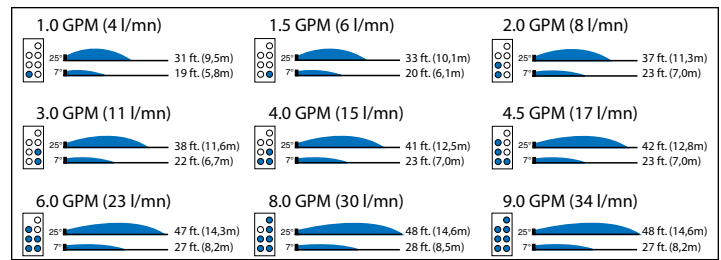 1.0 GPM (4 l/mn)
25° 31 ft. (9,5m)
7° 19 ft. (5,8m)
1.5 GPM (6 l/mn)
25° 33 ft. (10,1m)
7° 20 ft. (6,1m)
2.0 GPM (8 l/mn)
25° 37 ft. (11,3m)
7° 23 ft. (7,0m)
3.0 GPM (11 l/mn)
25° 38 ft. (11,6m)
7° 22 ft. (6,7m)
4.0 GPM (15 l/mn)
25° 41 ft. (12,5m)
7° 23 ft. (7,0m)
4.5 GPM (17 l/mn)
25° 42 ft. (12,8m)
7° 23 ft. (7,0m)
6.0 GPM (23 l/mn)
25° 47 ft. (14,3m)
7° 27 ft. (8,2m)
8.0 GPM (30 l/mn)
25° 48 ft. (14,6m)
7° 28 ft. (8,5m)
9.0 GPM (34 l/mn)
25° 48 ft. (14,6m)
7° 27 ft. (8,2m)